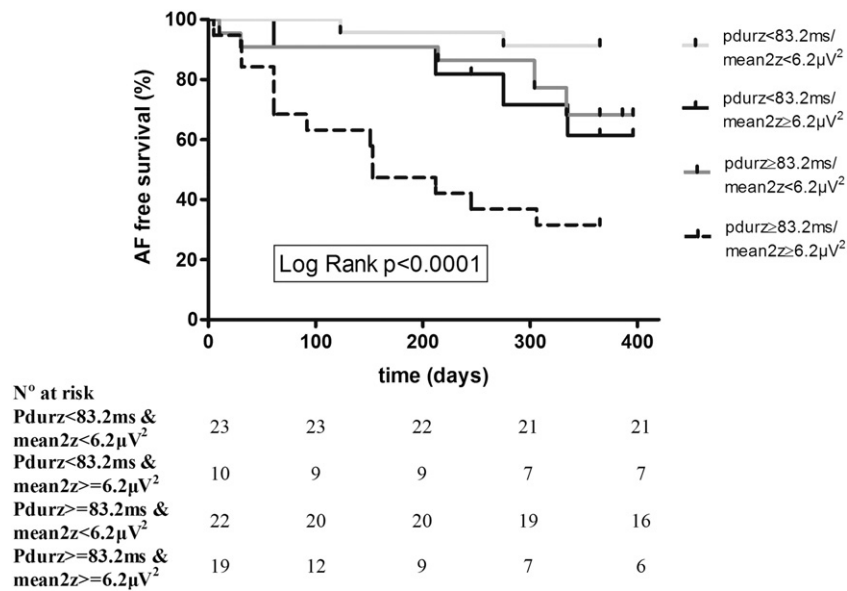 AF free survival (%)
100
80
60
40
20
0
0
100
200
300
400
time (days)
Log Rank p<0.0001
pdurz<83.2ms/
mean2z<6.2µV²
pdurz<83.2ms/
mean2z≥6.2µV²
pdurz≥83.2ms/
mean2z<6.2µV²
pdurz≥83.2ms/
mean2z≥6.2µV²
Nº at risk
Pdurz<83.2ms &
mean2z<6.2µV² 23 23 22 21 21
Pdurz<83.2ms &
mean2z>=6.2µV² 10 9 9 7 7
Pdurz>=83.2ms &
mean2z<6.2µV² 22 20 20 19 16
Pdurz>=83.2ms &
mean2z>=6.2µV² 19 12 9 7 6